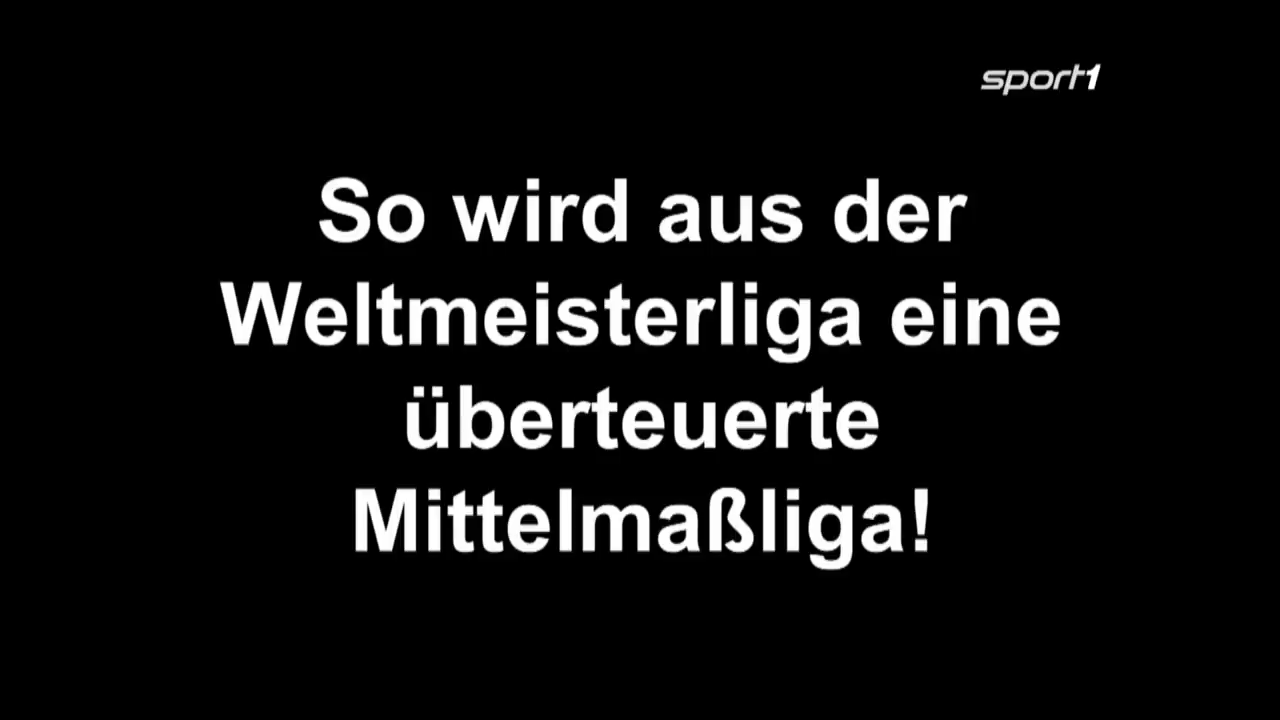 sport1
So wird aus der
Weltmeisterliga eine
überteuerte
Mittelmaßliga!